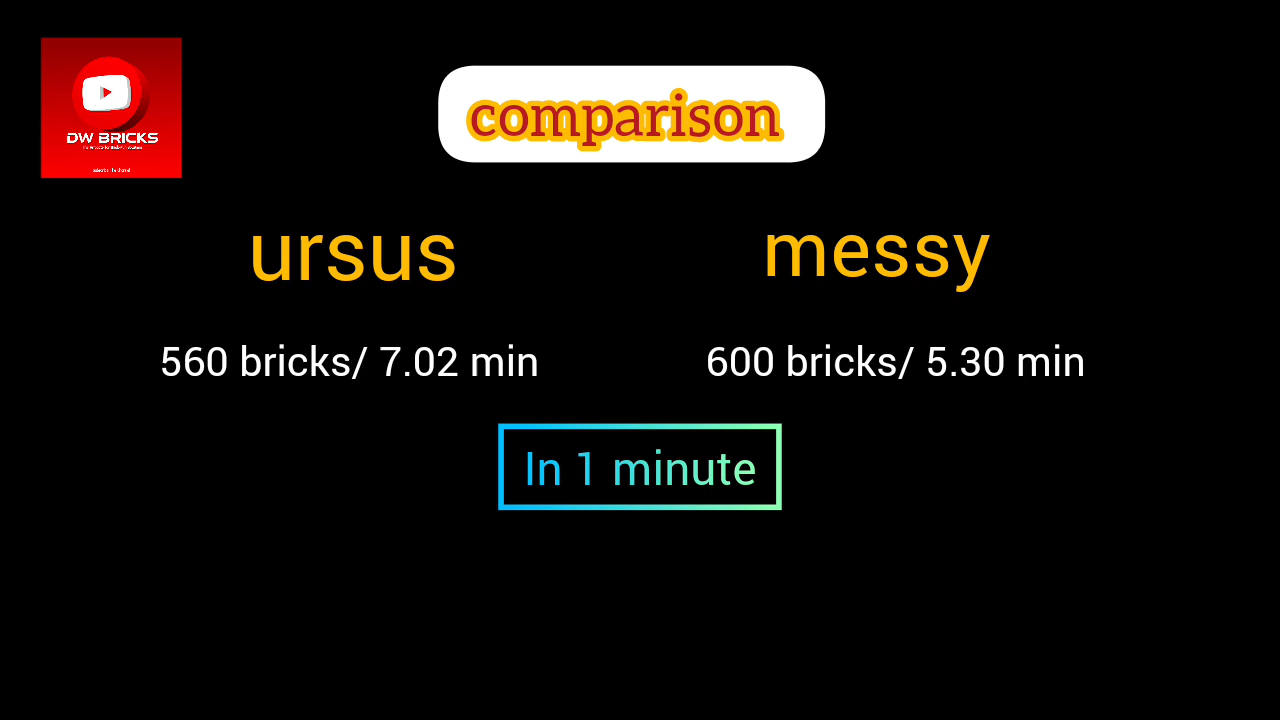 DW BRICKS
comparison
ursus
messy
560 bricks/ 7.02 min
600 bricks/ 5.30 min
In 1 minute